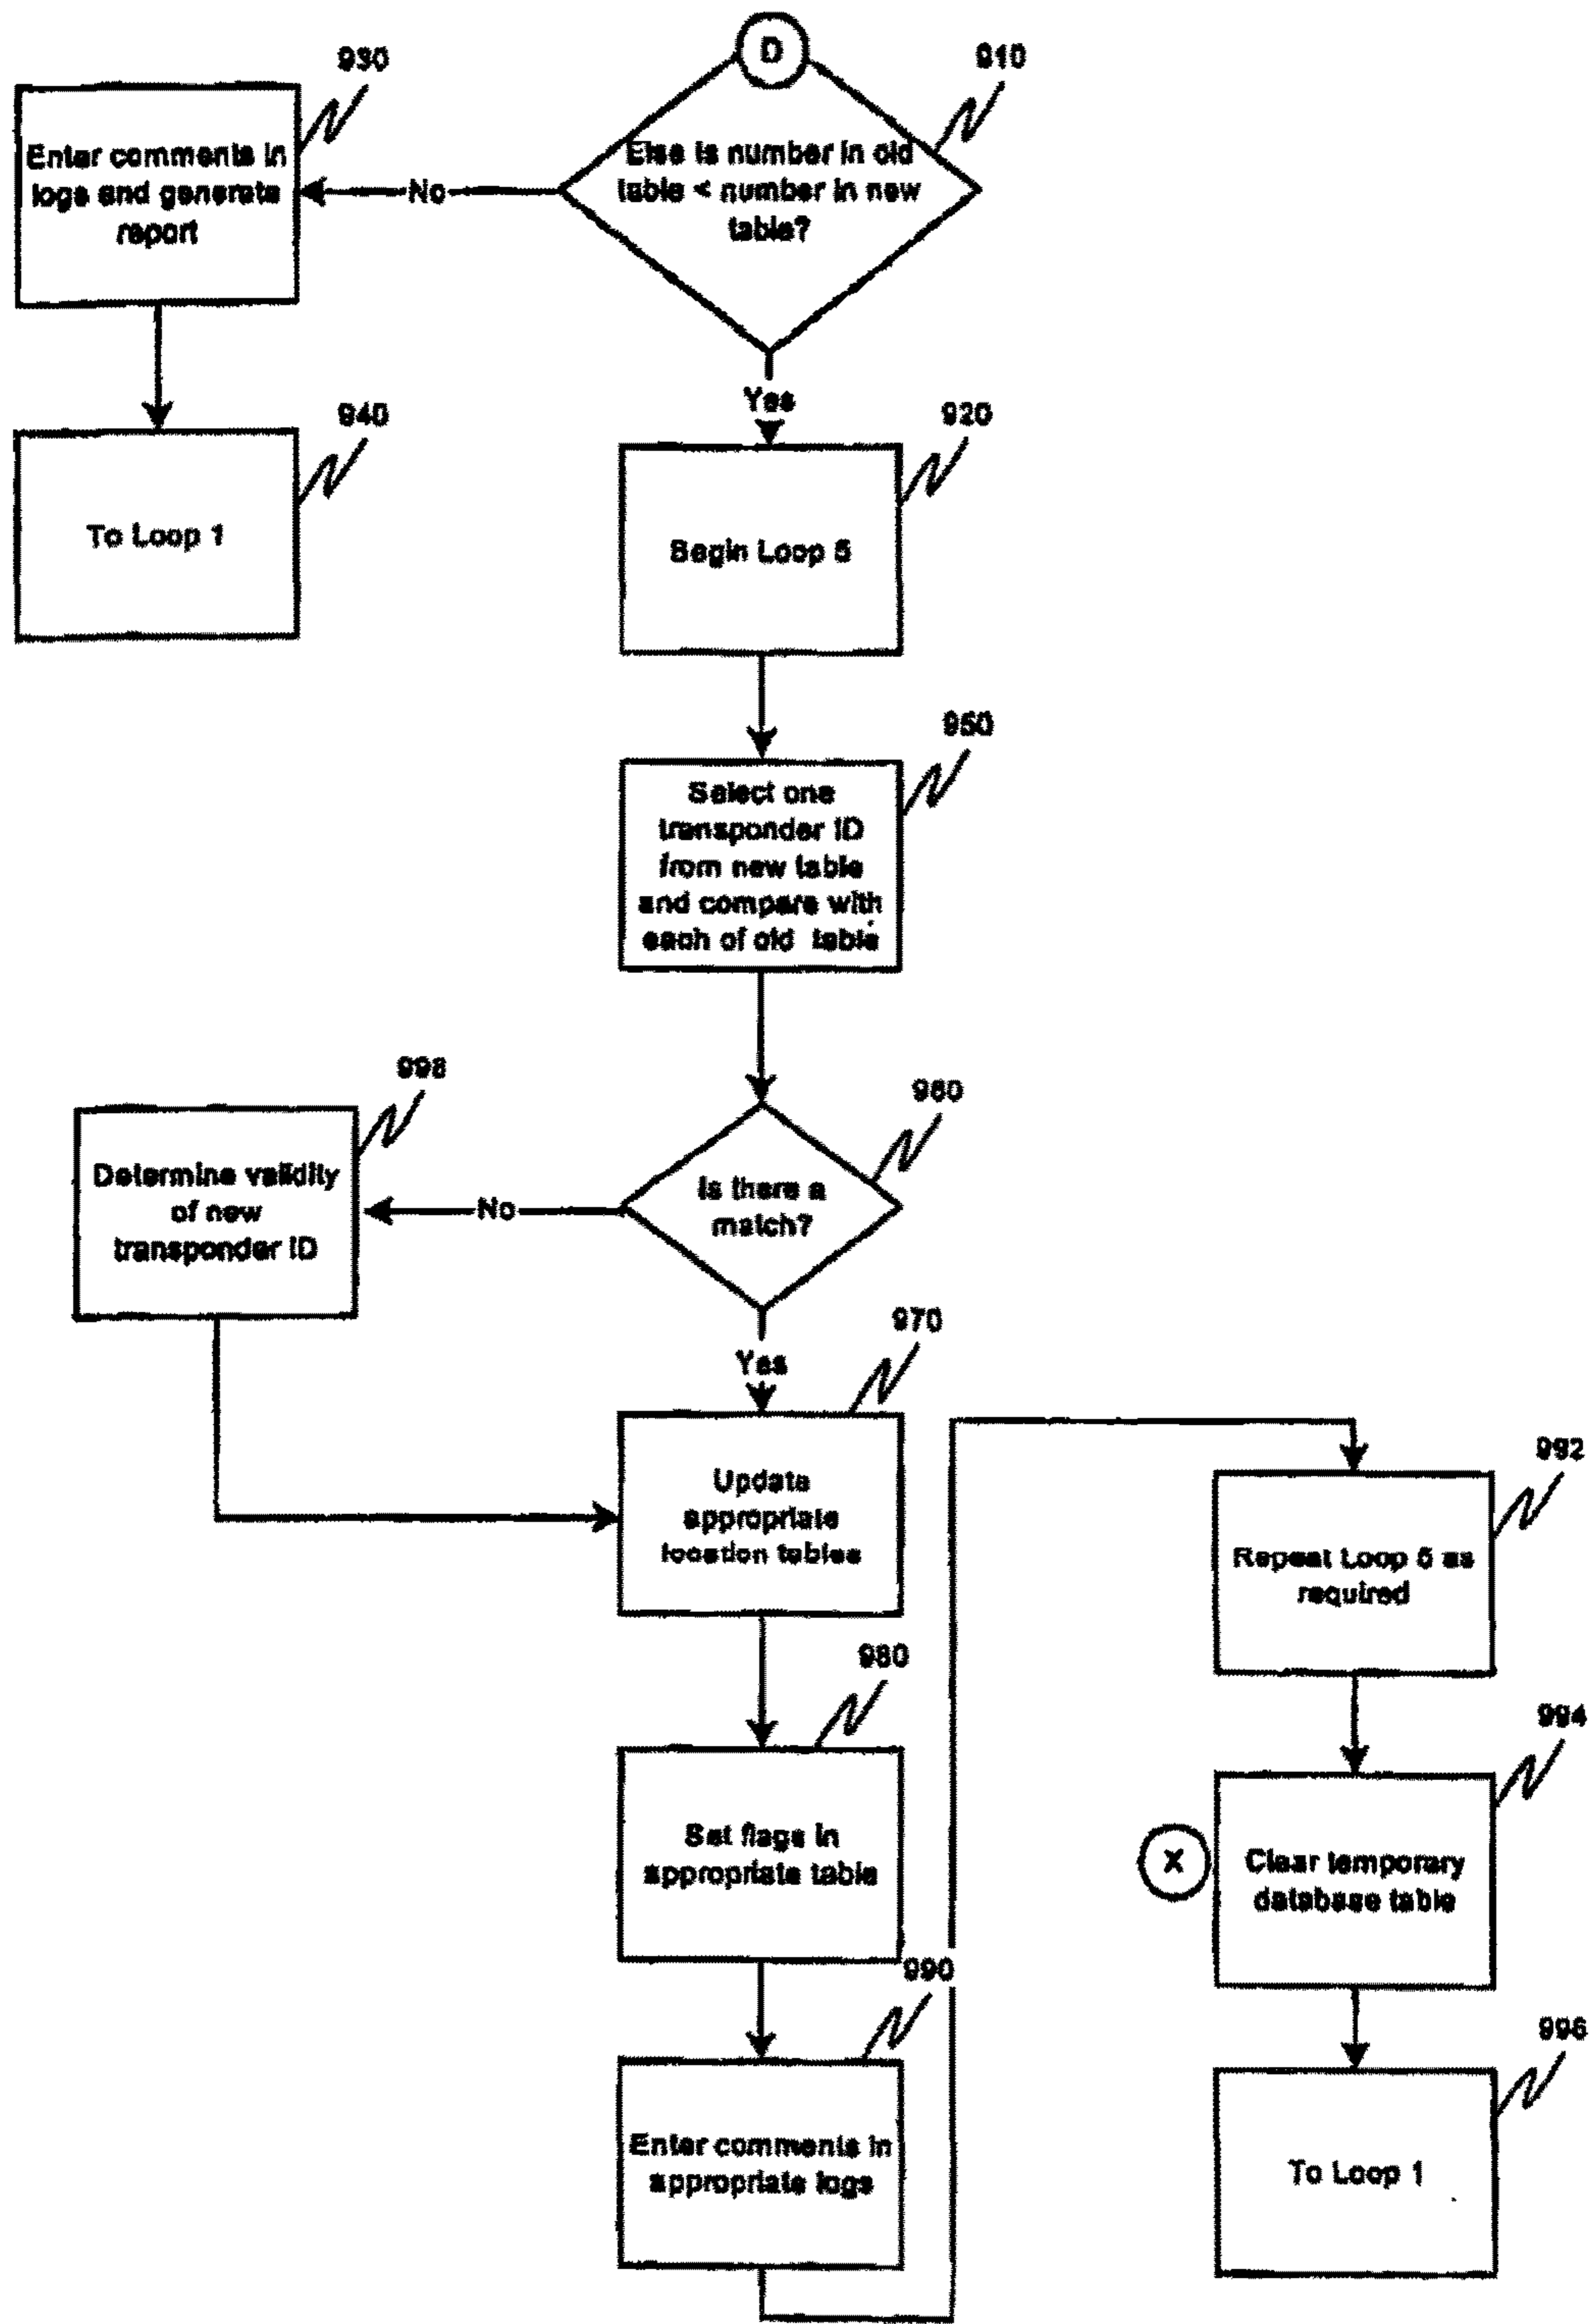 D
910
Else is number in old
table < number in new
table?
No
930
Enter comments in
logs and generate
report
940
To Loop 1
Yes
920
Begin Loop 5
950
Select one
transponder ID
from new table
and compare with
each of old table
960
Is there a
match?
No
998
Determine validity
of new
transponder ID
Yes
970
Update
appropriate
location tables
980
Set flags in
appropriate table
990
Enter comments in
appropriate logs
992
Repeat Loop 5 as
required
994
X
Clear temporary
database table
996
To Loop 1